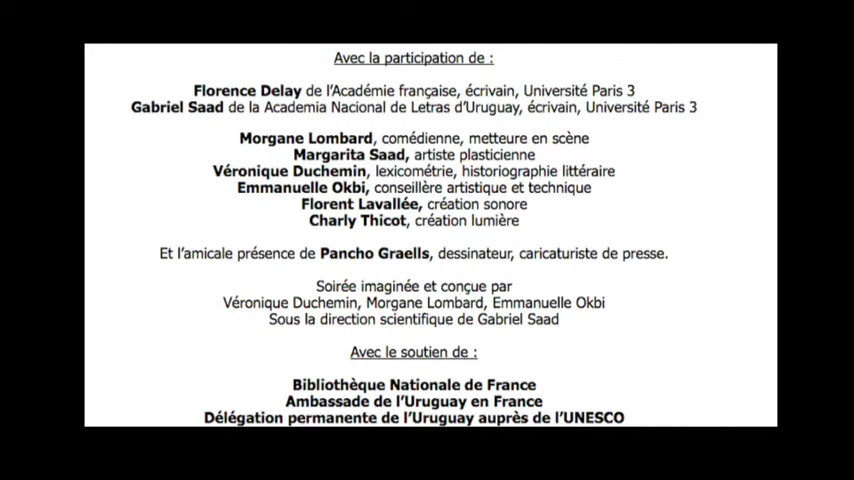 Avec la participation de :
Florence Delay de l'Académie française, écrivain, Université Paris 3
Gabriel Saad de la Academia Nacional de Letras d'Uruguay, écrivain, Université Paris 3
Morgane Lombard, comédienne, metteure en scène
Margarita Saad, artiste plasticienne
Véronique Duchemin, lexicométrie, historiographie littéraire
Emmanuelle Okbi, conseillère artistique et technique
Florent Lavallée, création sonore
Charly Thicot, création lumière
Et l'amicale présence de Pancho Graells, dessinateur, caricaturiste de presse.
Soirée imaginée et conçue par
Véronique Duchemin, Morgane Lombard, Emmanuelle Okbi
Sous la direction scientifique de Gabriel Saad
Avec le soutien de :
Bibliothèque Nationale de France
Ambassade de l'Uruguay en France
Délégation permanente de l'Uruguay auprès de l'UNESCO